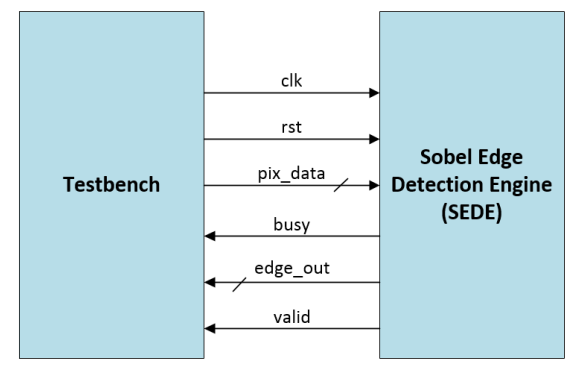 Testbench
clk
rst
pix_data
busy
edge_out
valid
Sobel Edge
Detection Engine
(SEDE)